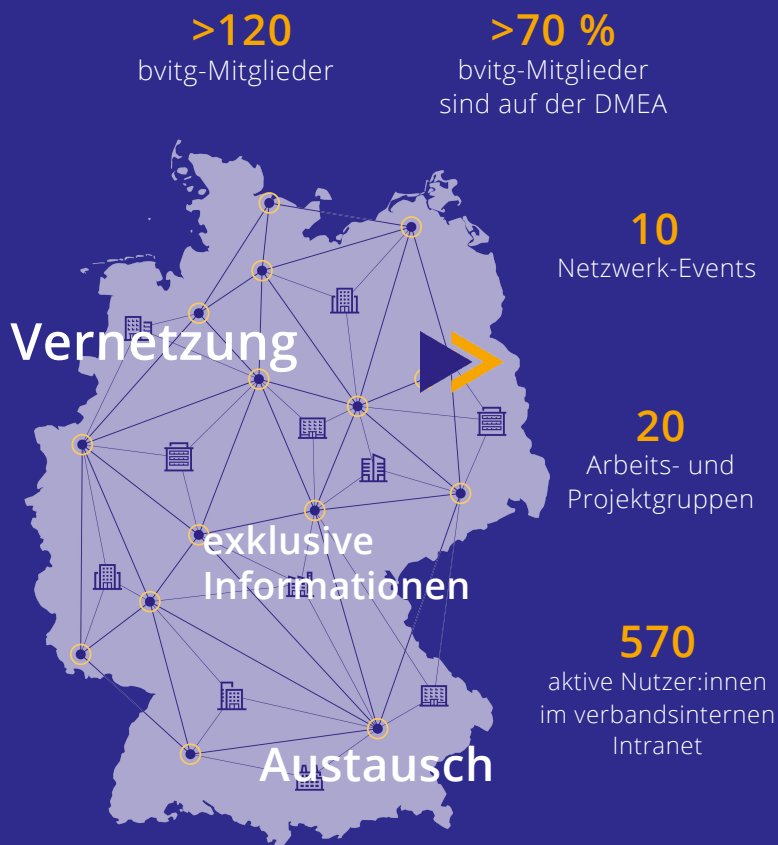 >120
bvitg-Mitglieder
>70 %
bvitg-Mitglieder
sind auf der DMEA
10
Netzwerk-Events
Vernetzung
20
Arbeits- und
Projektgruppen
exklusive
Informationen
570
aktive Nutzer:innen
im verbandsinternen
Intranet
Austausch